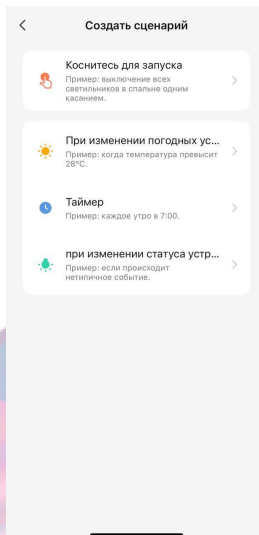 Создать сценарий
Коснитесь для запуска
Пример: выключение всех
светильников в спальне одним
касанием.
При изменении погодных ус...
Пример: когда температура превысит
28°C.
Таймер
Пример: каждое утро в 7:00.
при изменении статуса устр...
Пример: если происходит
нетипичное событие.